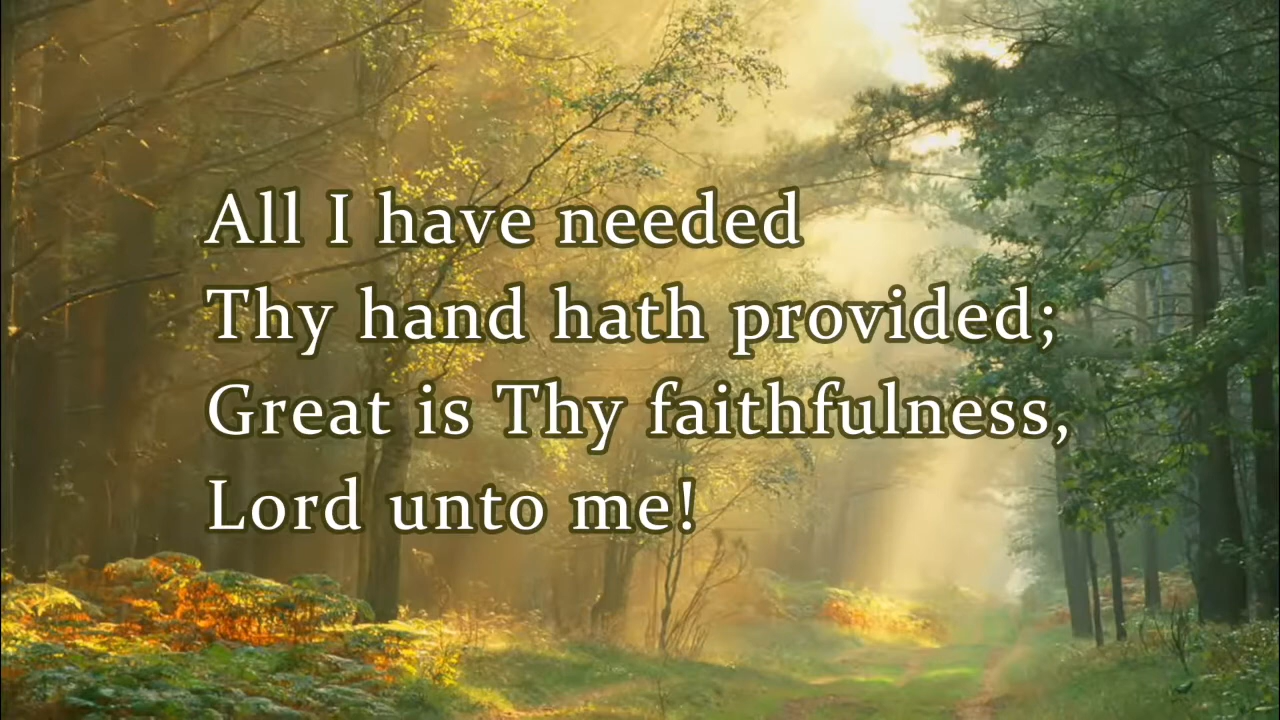 All I have needed
Thy hand hath provided;
Great is Thy faithfulness,
Lord unto me!